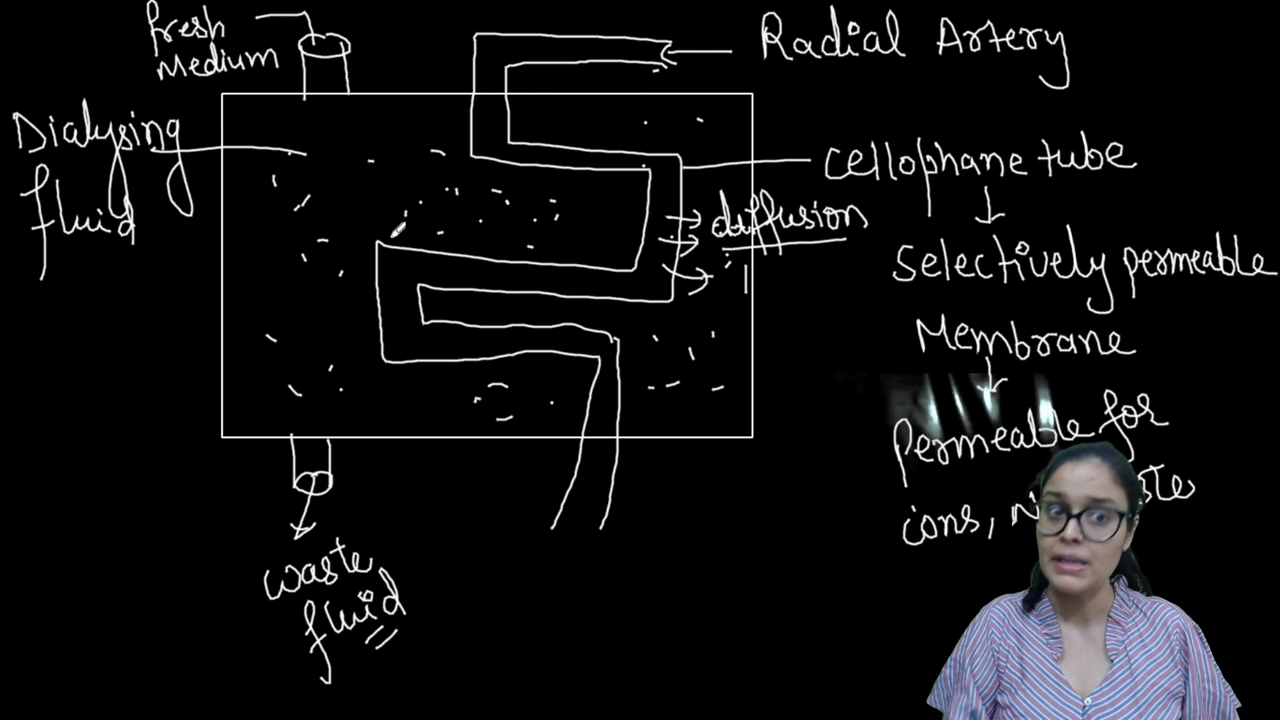 fresh
Medium
Radial Artery
Dialysing
fluid
cellophane tube
diffusion
selectively permeable
Membrane
Permeable for
ions,
waste
fluid